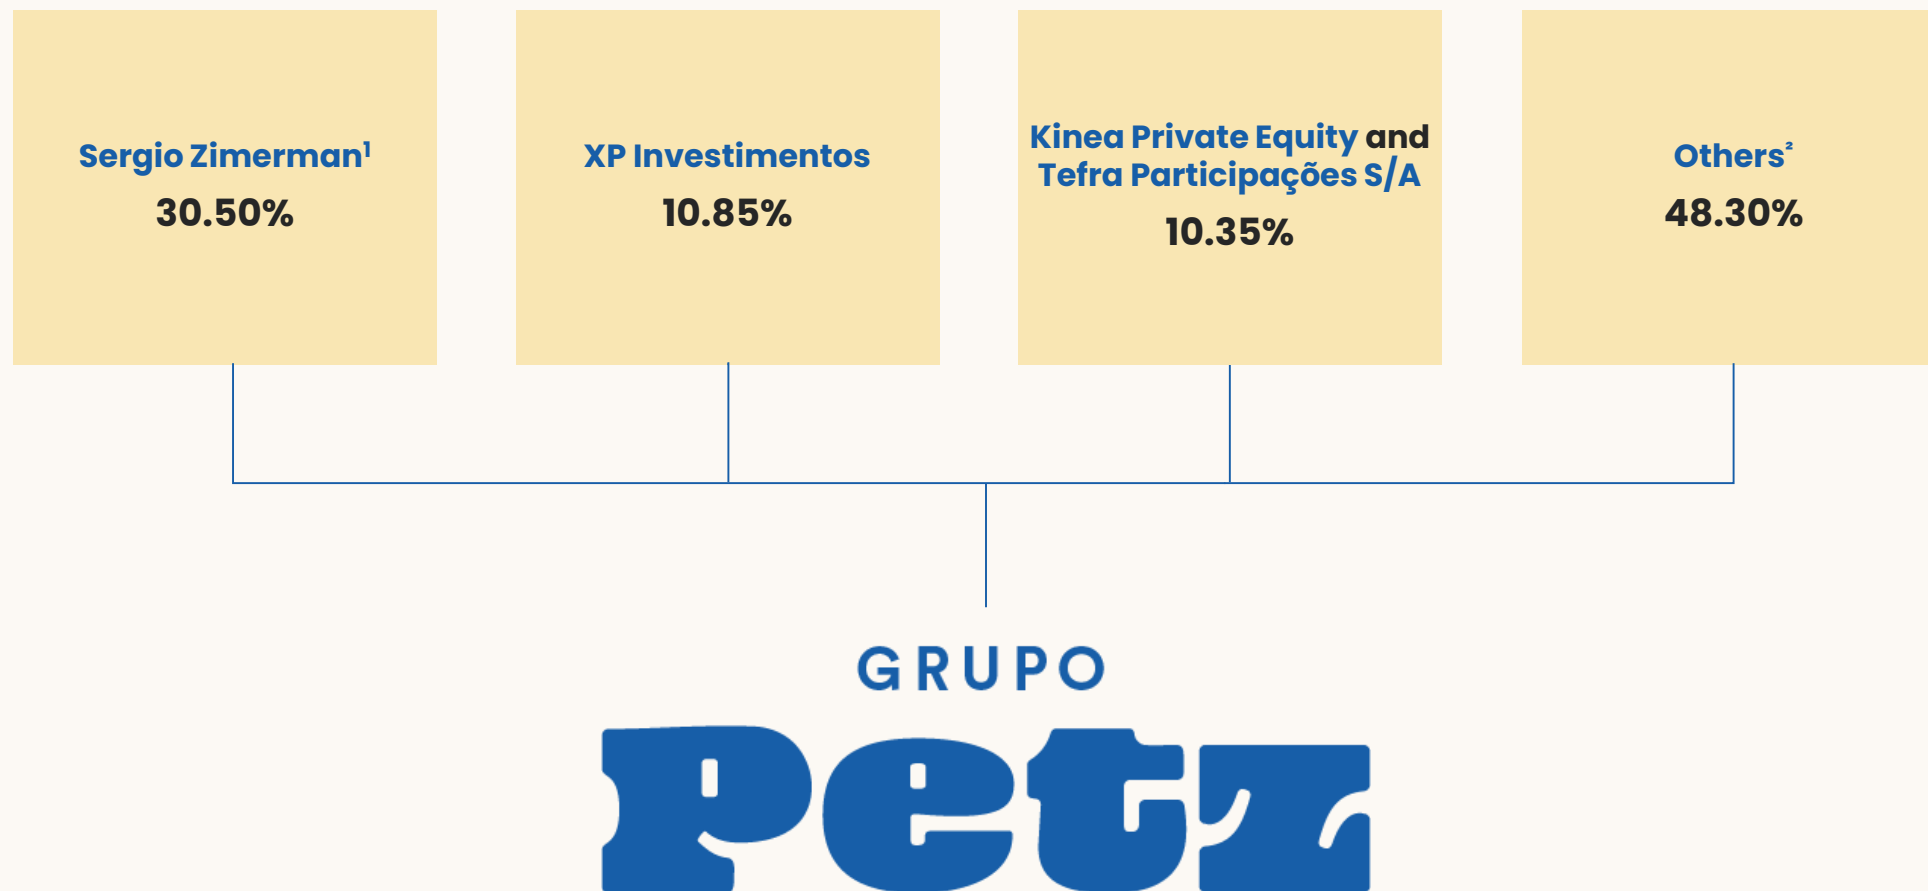 Sergio Zimerman¹
30.50%
XP Investimentos
10.85%
Kinea Private Equity and
Tefra Participações S/A
10.35%
Others²
48.30%
GRUPO
Petz